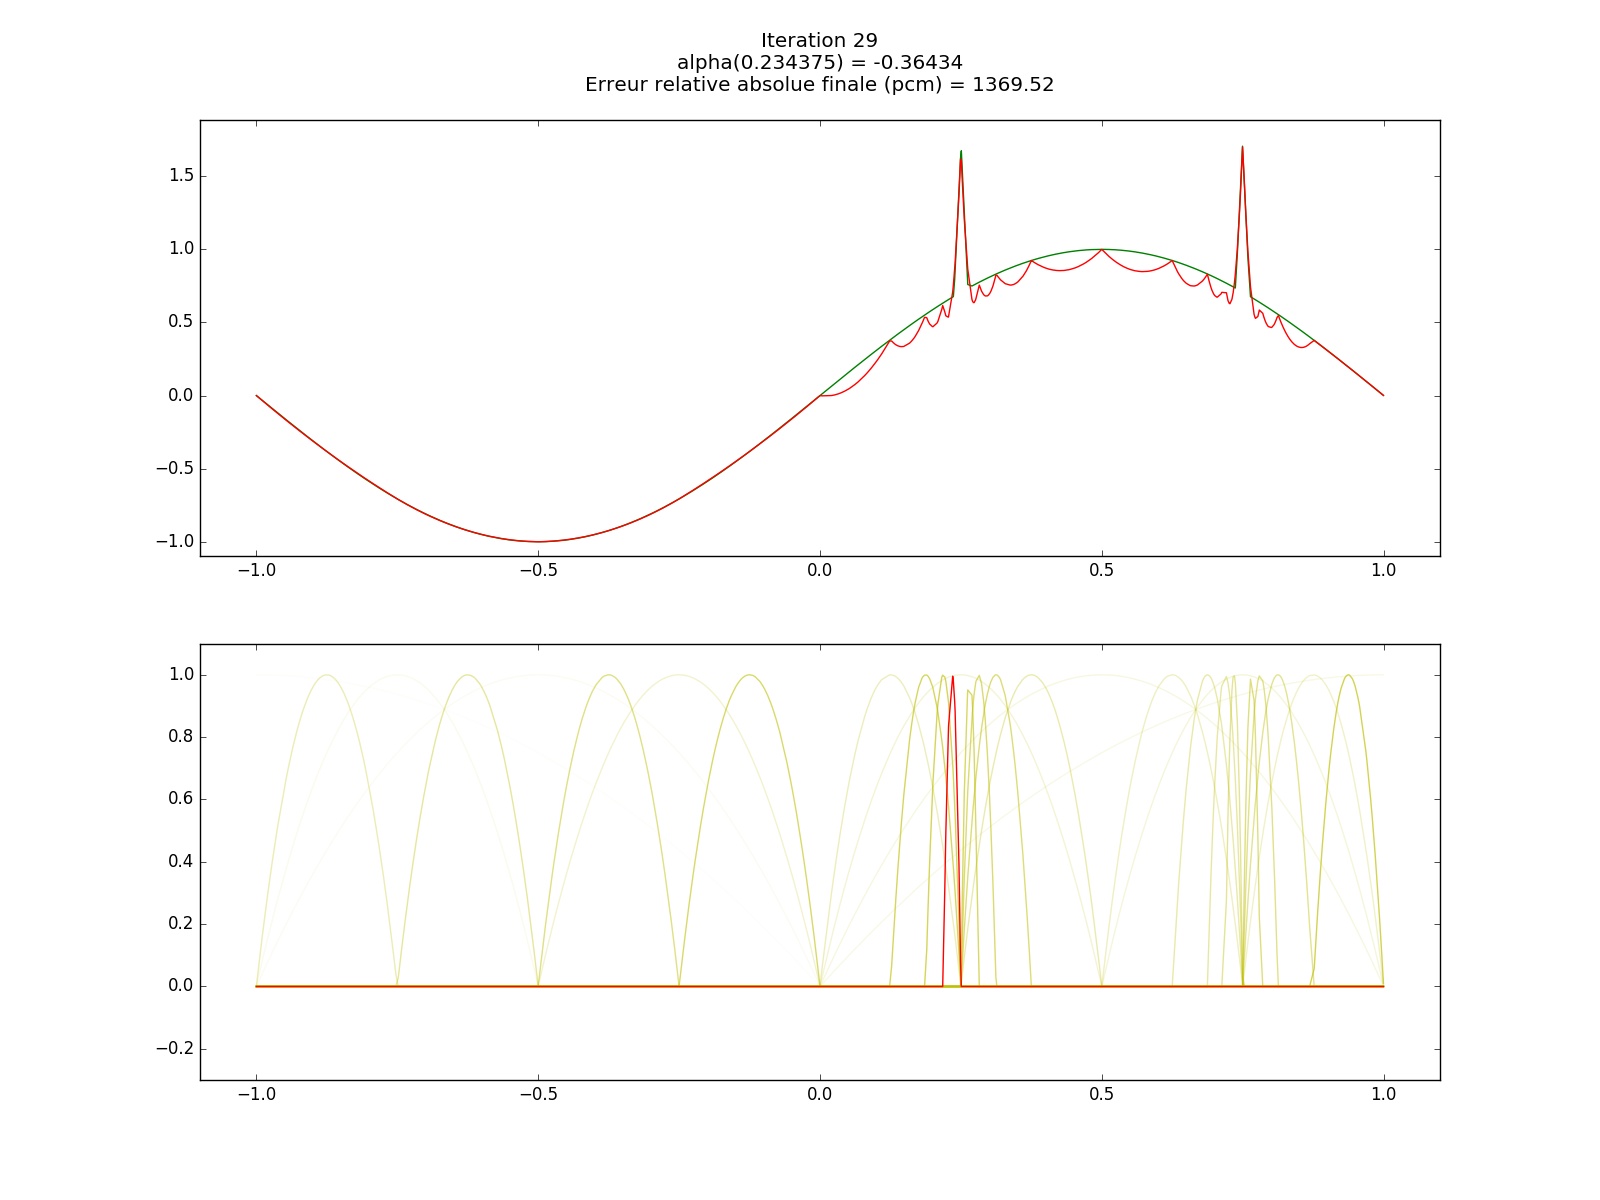 Iteration 29
alpha(0.234375) = -0.36434
Erreur relative absolue finale (pcm) = 1369.52
1.5
1.0
0.5
0.0
−0.5
−1.0
−1.0 −0.5 0.0 0.5 1.0
1.0
0.8
0.6
0.4
0.2
0.0
−0.2
−1.0 −0.5 0.0 0.5 1.0